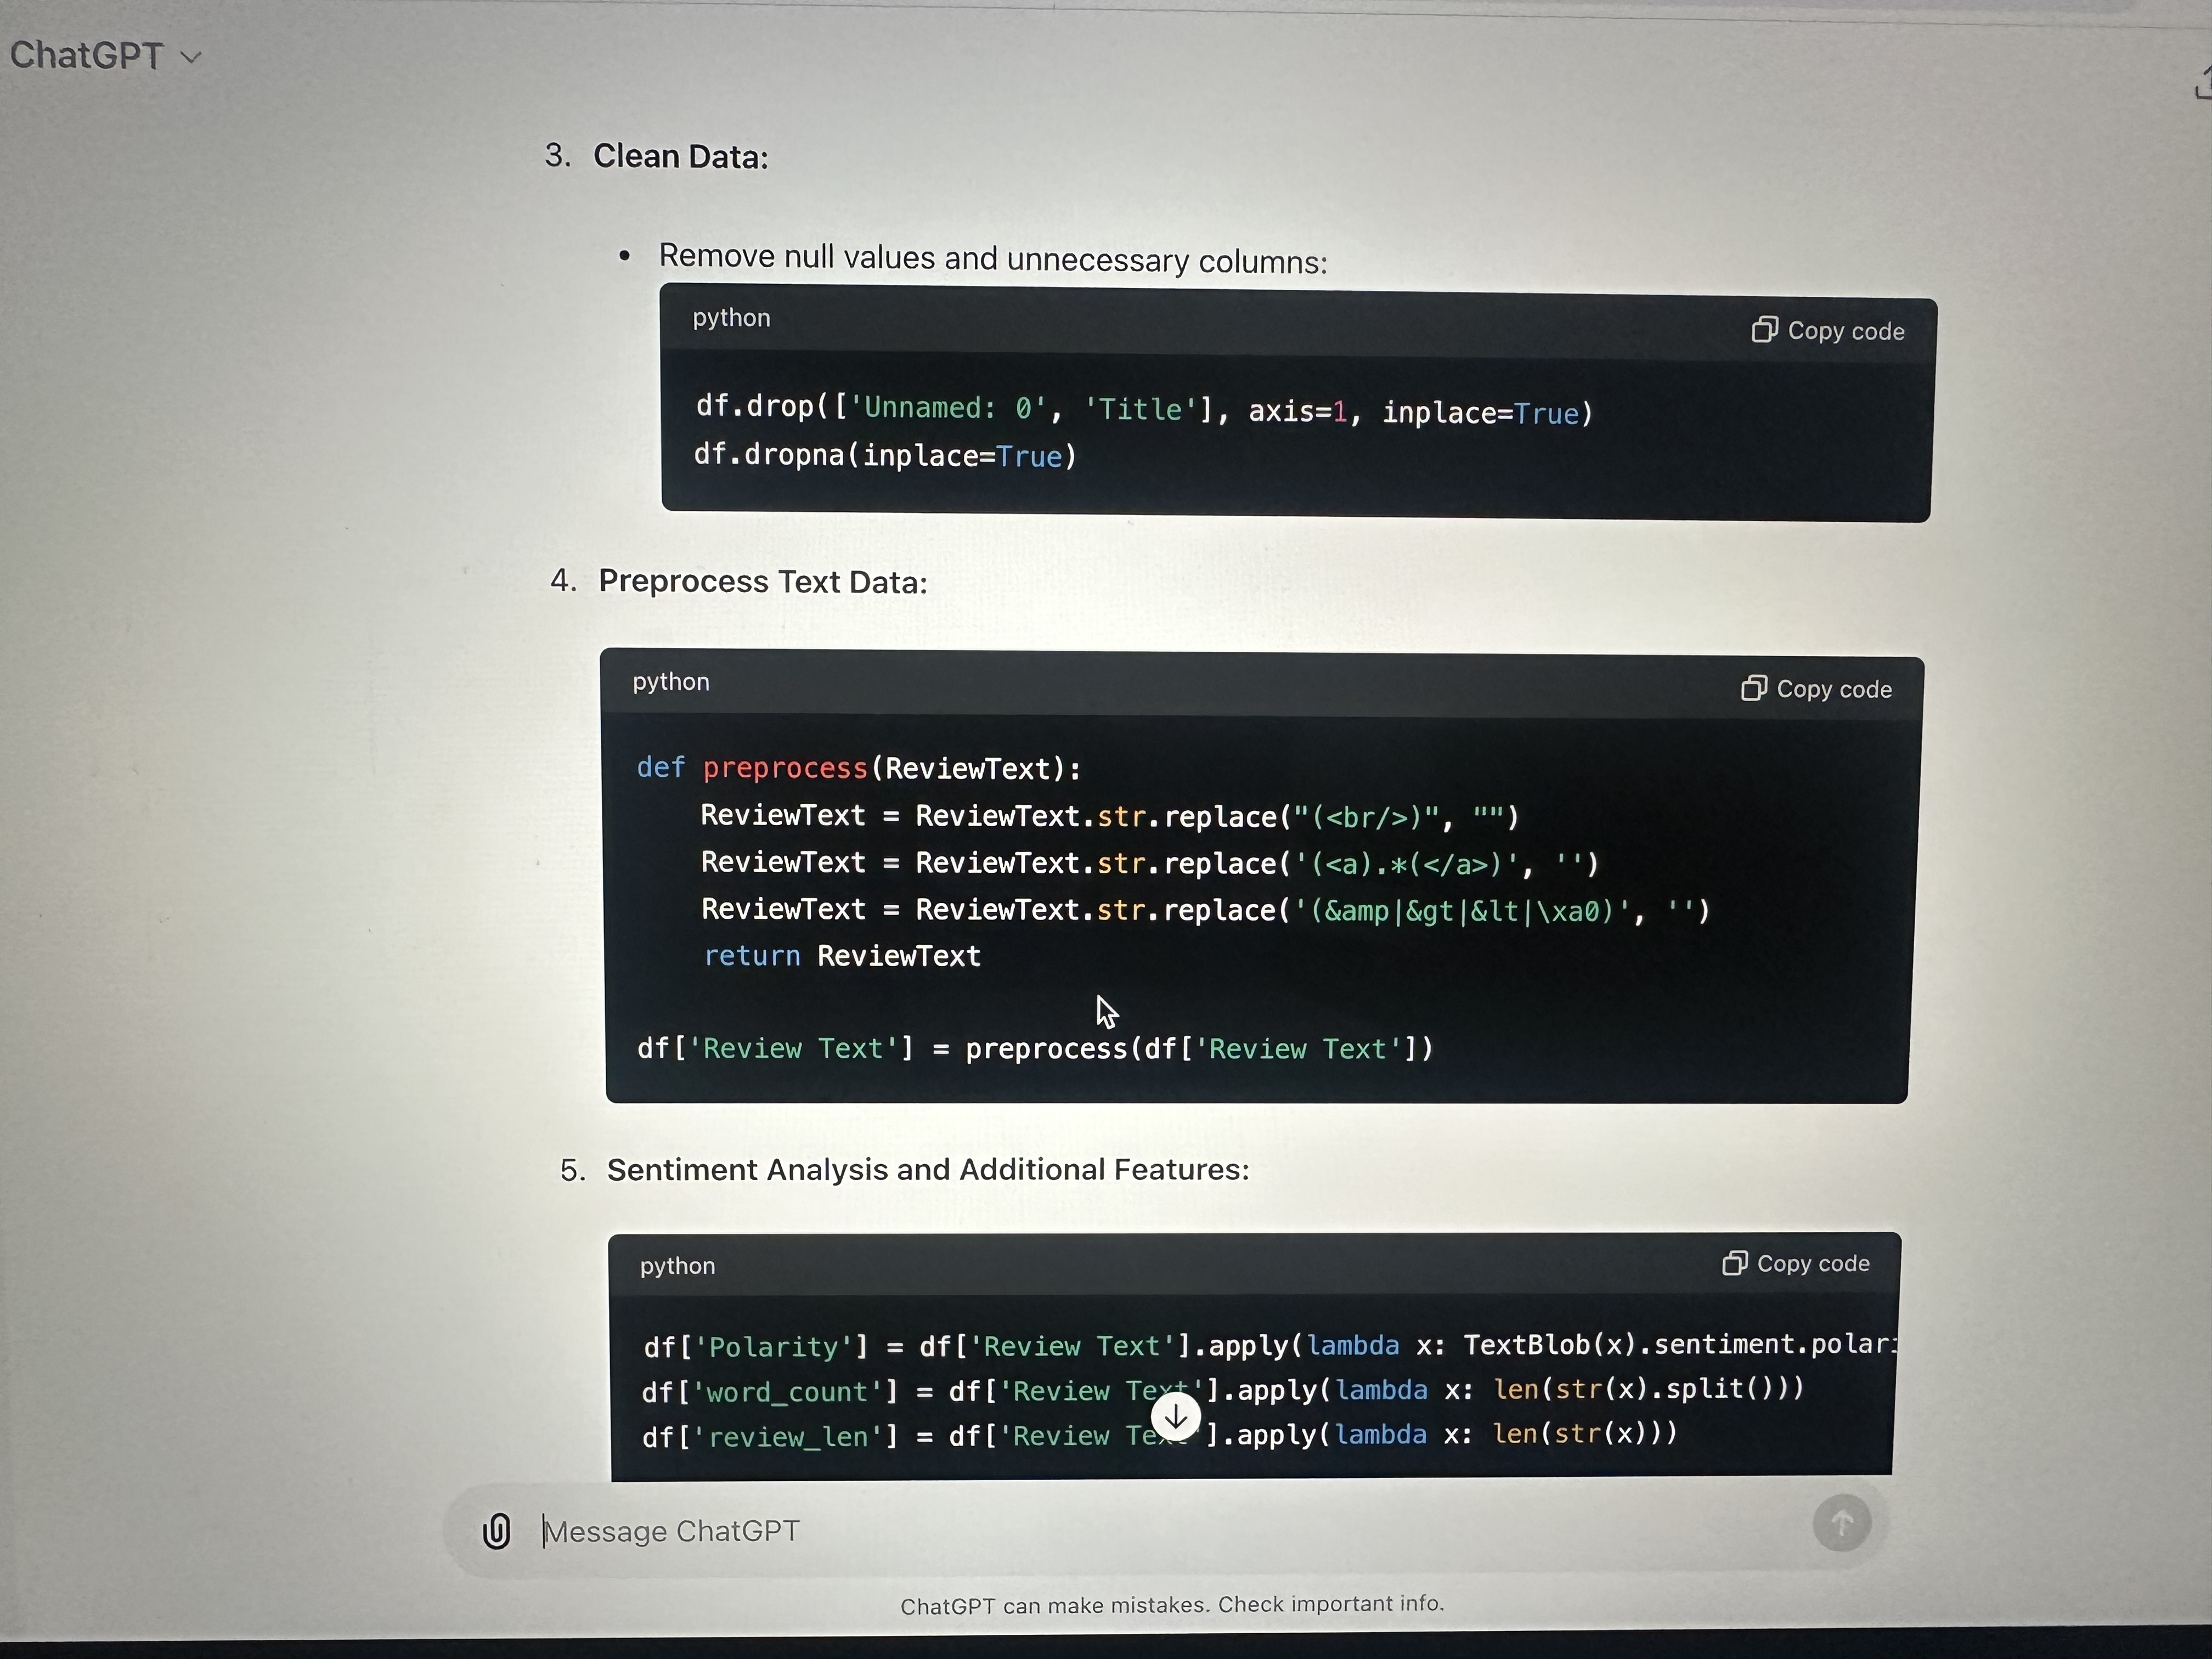 ChatGPT
3. Clean Data:
• Remove null values and unnecessary columns:
python
Copy code
df.drop(['Unnamed: 0', 'Title'], axis=1, inplace=True)
df.dropna(inplace=True)
4. Preprocess Text Data:
python
Copy code
def preprocess(ReviewText):
    ReviewText = ReviewText.str.replace("(<br/>)", "")
    ReviewText = ReviewText.str.replace('(<a).*(</a>)', '')
    ReviewText = ReviewText.str.replace('(&amp|&gt|&lt|\xa0)', '')
    return ReviewText
df['Review Text'] = preprocess(df['Review Text'])
5. Sentiment Analysis and Additional Features:
python
Copy code
df['Polarity'] = df['Review Text'].apply(lambda x: TextBlob(x).sentiment.polar
df['word_count'] = df['Review Text'].apply(lambda x: len(str(x).split()))
df['review_len'] = df['Review Text'].apply(lambda x: len(str(x)))
Message ChatGPT
ChatGPT can make mistakes. Check important info.